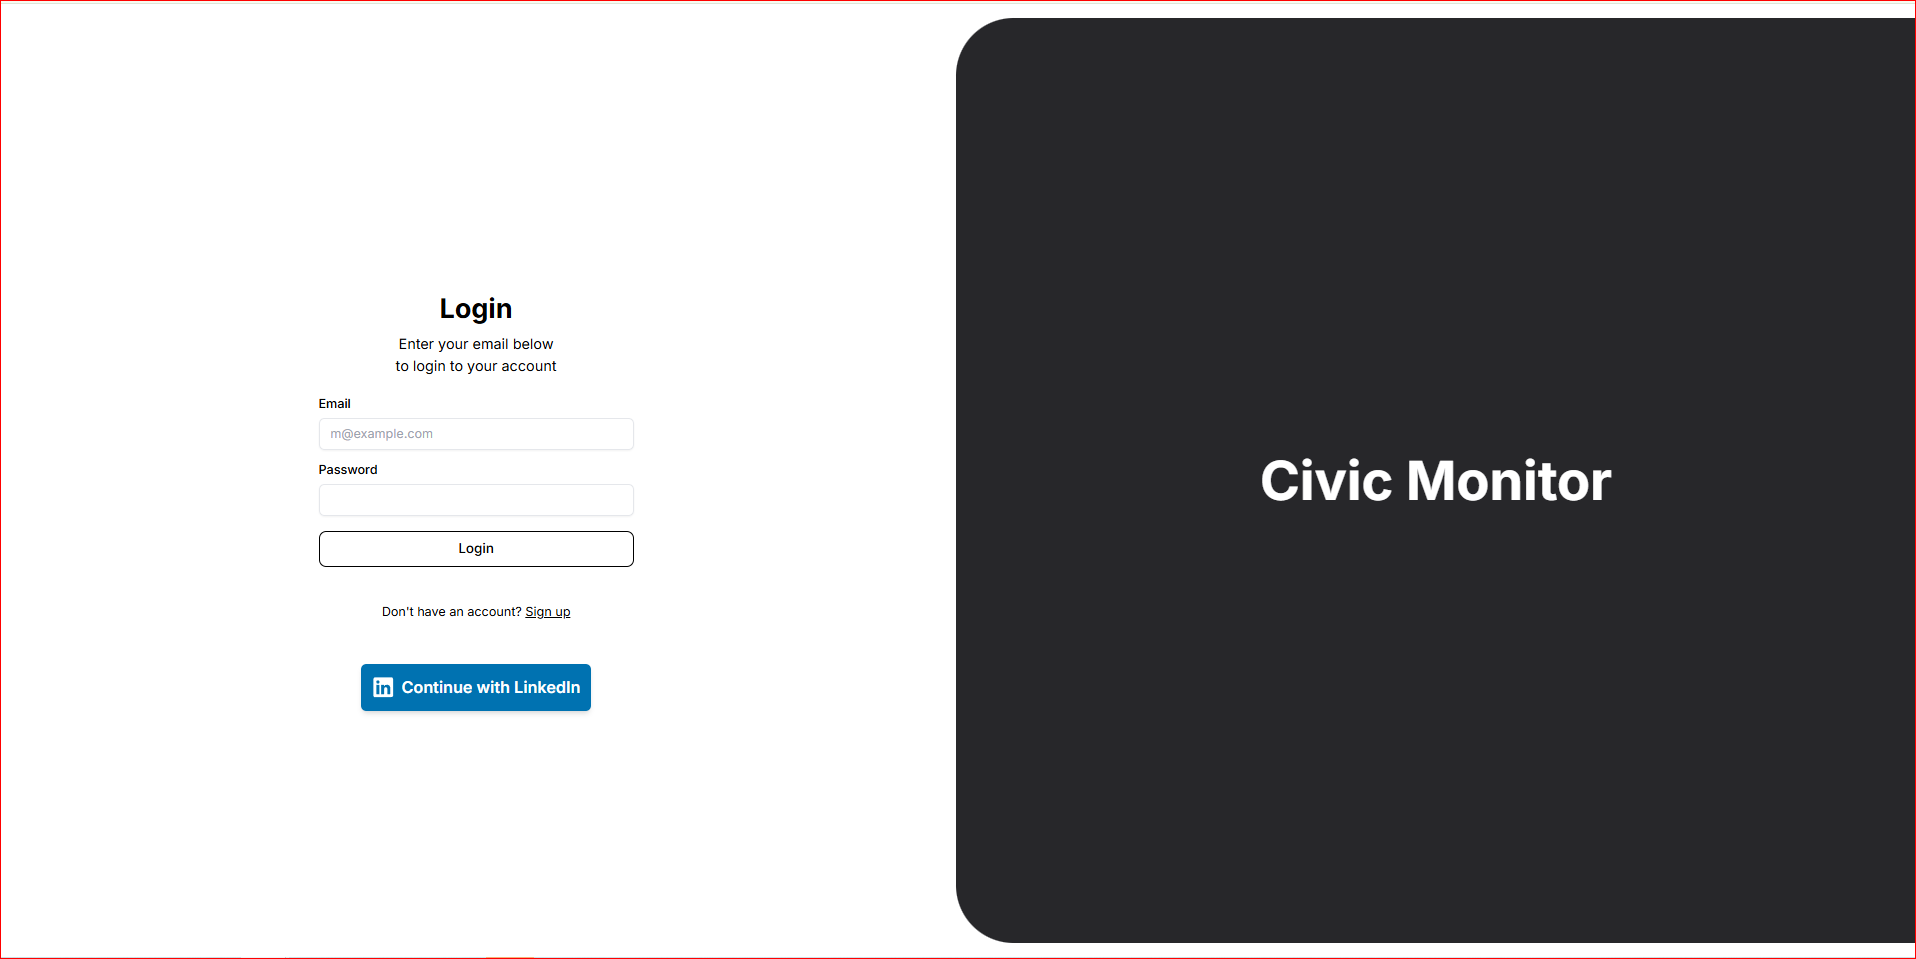 Login
Enter your email below
to login to your account
Email
m@example.com
Password
Login
Don't have an account? Sign up
in Continue with LinkedIn
Civic Monitor